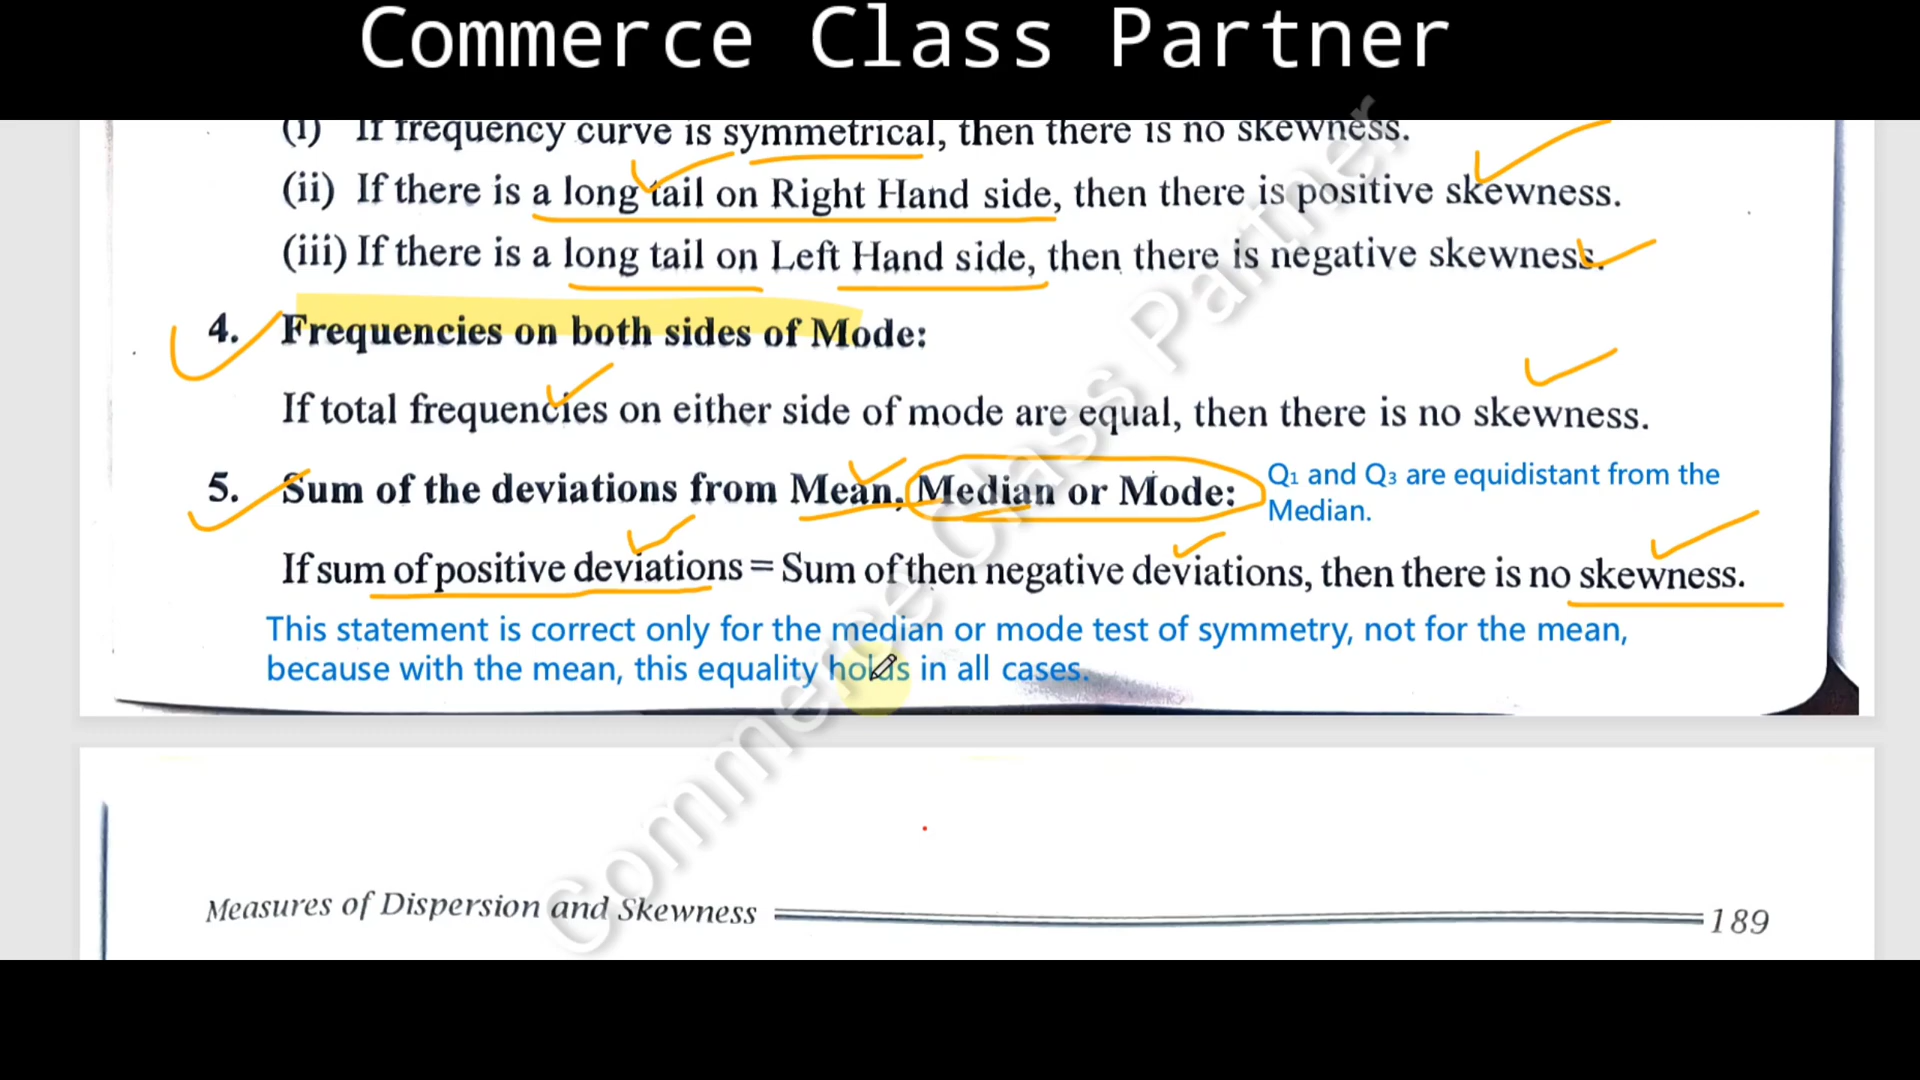 Commerce Class Partner
(i) If frequency curve is symmetrical, then there is no skewness.
(ii) If there is a long tail on Right Hand side, then there is positive skewness.
(iii) If there is a long tail on Left Hand side, then there is negative skewness.
4. Frequencies on both sides of Mode:
If total frequencies on either side of mode are equal, then there is no skewness.
5. Sum of the deviations from Mean, Median or Mode:
Q₁ and Q₃ are equidistant from the
Median.
If sum of positive deviations = Sum of then negative deviations, then there is no skewness.
This statement is correct only for the median or mode test of symmetry, not for the mean,
because with the mean, this equality holds in all cases.
Commerce Class Partner
Measures of Dispersion and Skewness 189